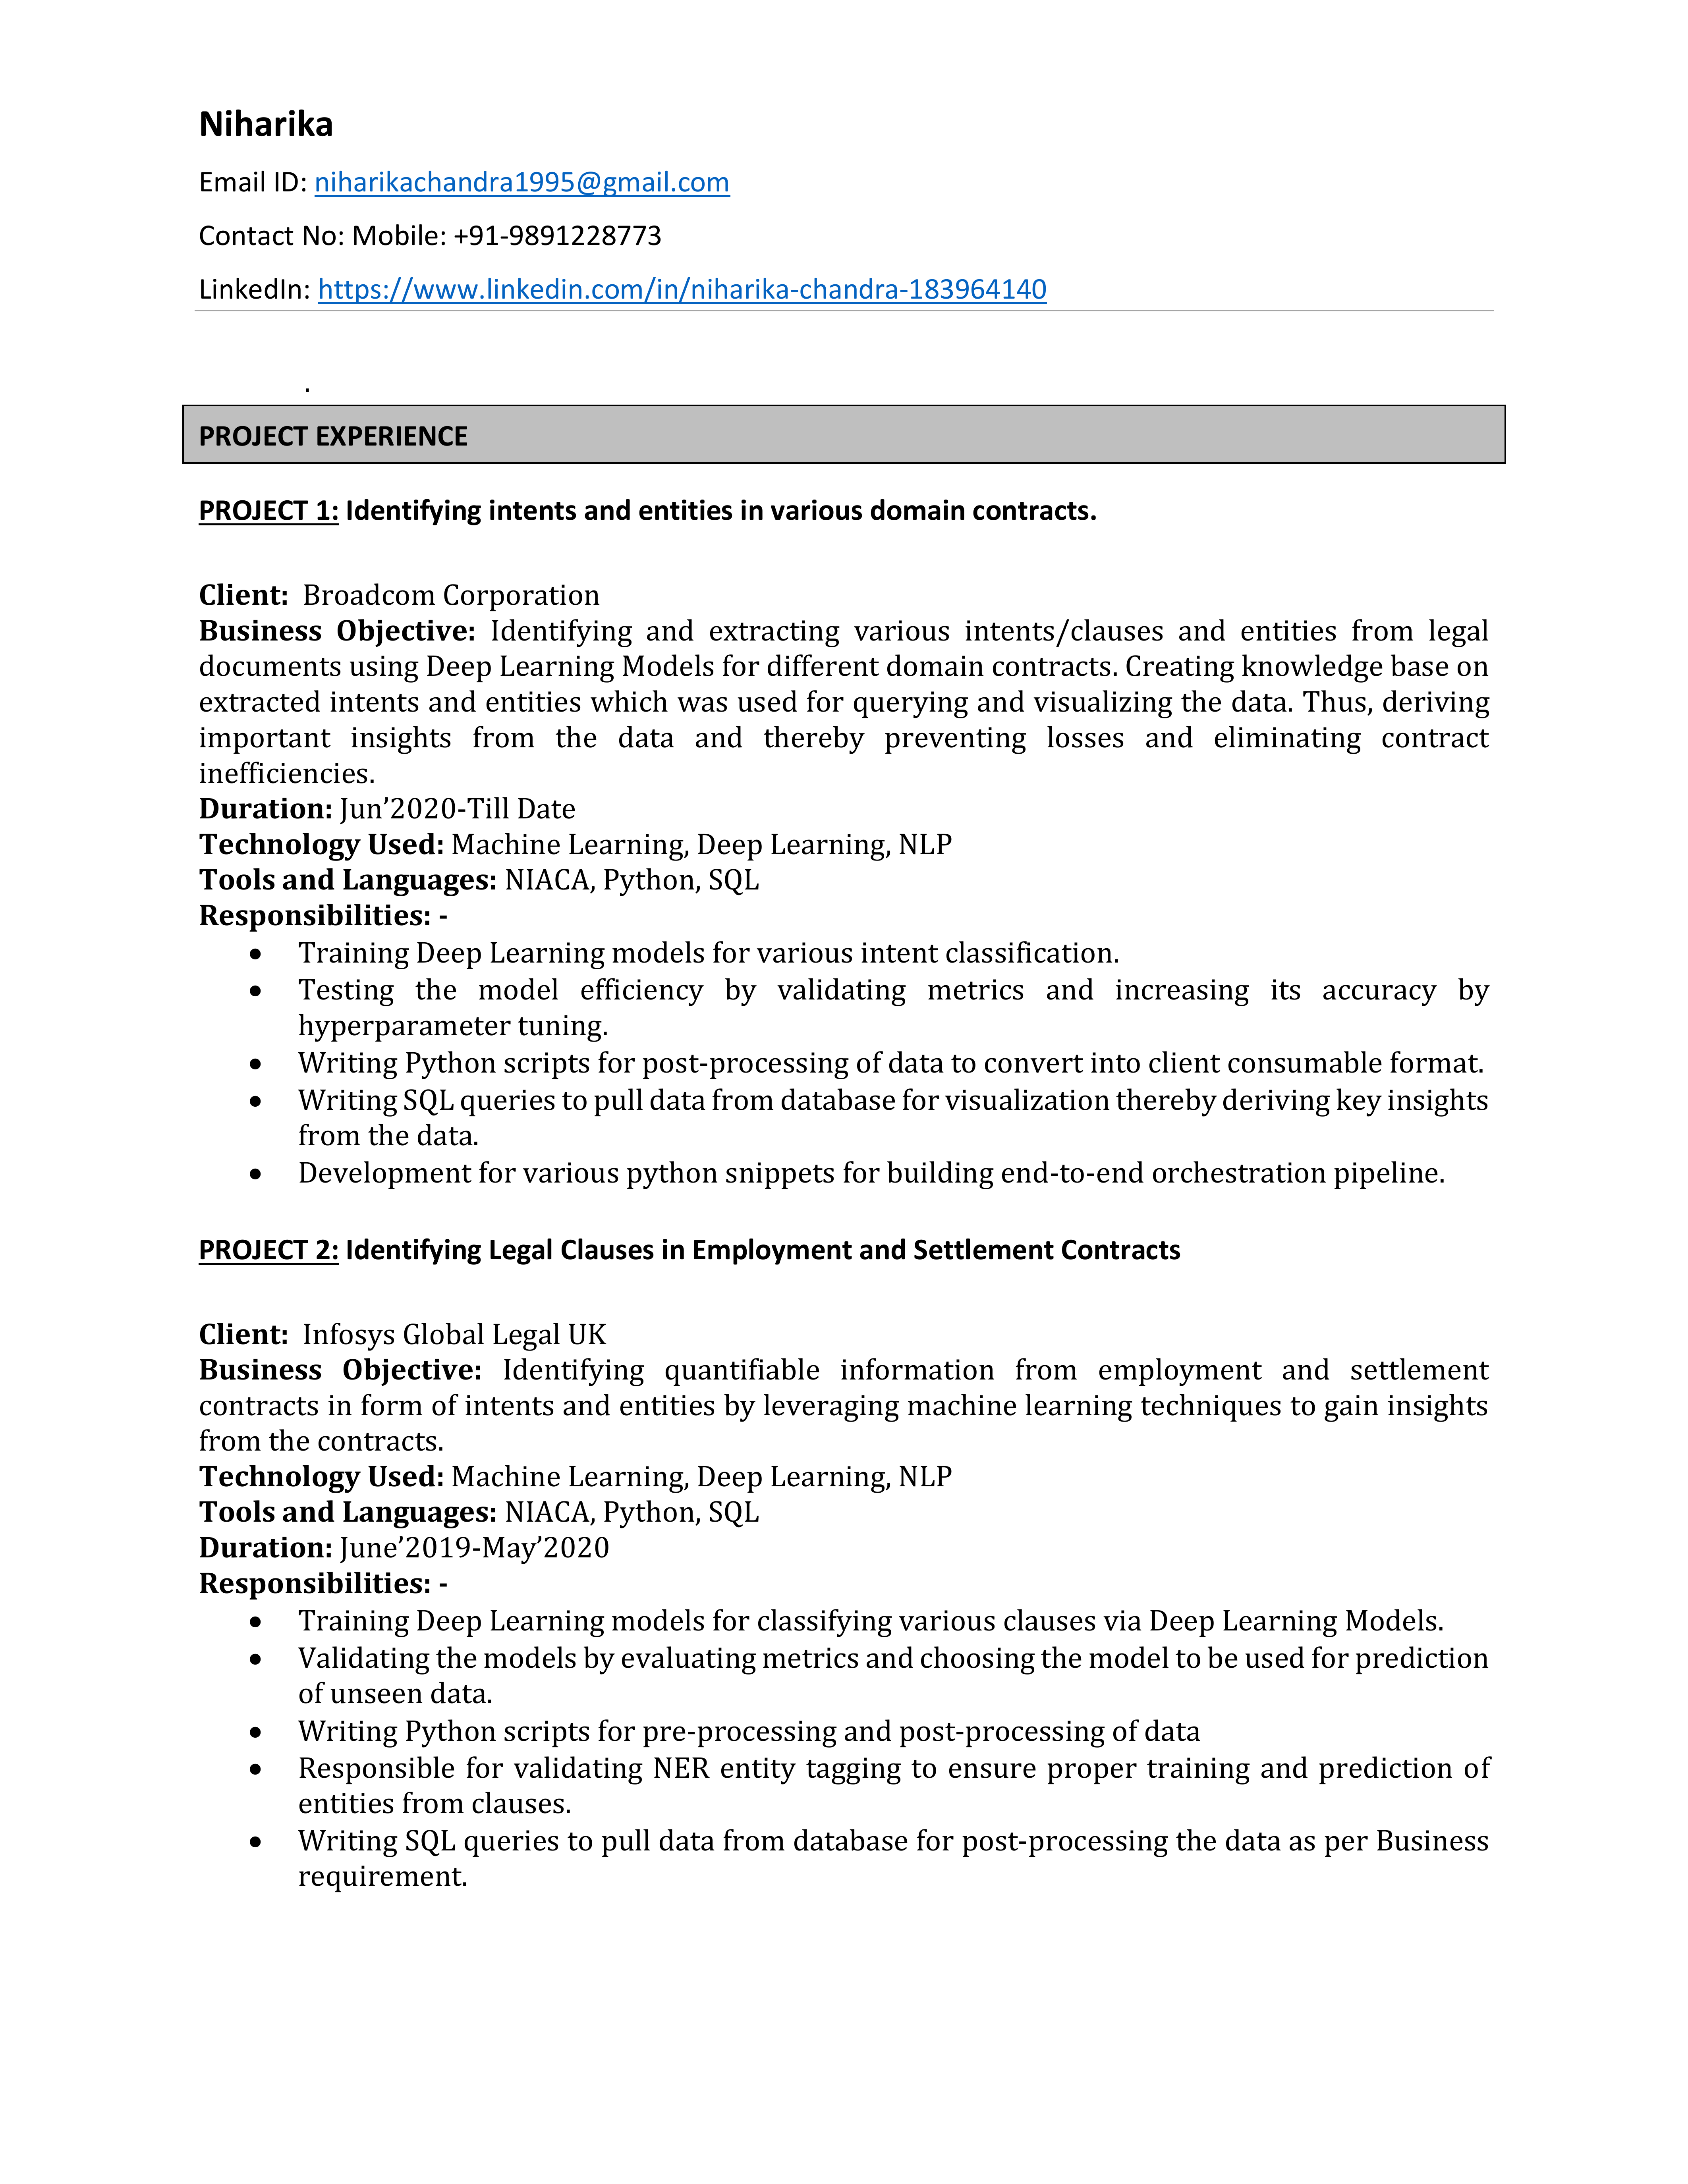 Niharika
Email ID: niharikachandra1995@gmail.com
Contact No: Mobile: +91-9891228773
LinkedIn: https://www.linkedin.com/in/niharika-chandra-183964140
.
PROJECT EXPERIENCE
PROJECT 1: Identifying intents and entities in various domain contracts.
Client: Broadcom Corporation
Business Objective: Identifying and extracting various intents/clauses and entities from legal
documents using Deep Learning Models for different domain contracts. Creating knowledge base on
extracted intents and entities which was used for querying and visualizing the data. Thus, deriving
important insights from the data and thereby preventing losses and eliminating contract
inefficiencies.
Duration: Jun’2020-Till Date
Technology Used: Machine Learning, Deep Learning, NLP
Tools and Languages: NIACA, Python, SQL
Responsibilities: -
• Training Deep Learning models for various intent classification.
• Testing the model efficiency by validating metrics and increasing its accuracy by
hyperparameter tuning.
• Writing Python scripts for post-processing of data to convert into client consumable format.
• Writing SQL queries to pull data from database for visualization thereby deriving key insights
from the data.
• Development for various python snippets for building end-to-end orchestration pipeline.
PROJECT 2: Identifying Legal Clauses in Employment and Settlement Contracts
Client: Infosys Global Legal UK
Business Objective: Identifying quantifiable information from employment and settlement
contracts in form of intents and entities by leveraging machine learning techniques to gain insights
from the contracts.
Technology Used: Machine Learning, Deep Learning, NLP
Tools and Languages: NIACA, Python, SQL
Duration: June’2019-May’2020
Responsibilities: -
• Training Deep Learning models for classifying various clauses via Deep Learning Models.
• Validating the models by evaluating metrics and choosing the model to be used for prediction
of unseen data.
• Writing Python scripts for pre-processing and post-processing of data
• Responsible for validating NER entity tagging to ensure proper training and prediction of
entities from clauses.
• Writing SQL queries to pull data from database for post-processing the data as per Business
requirement.